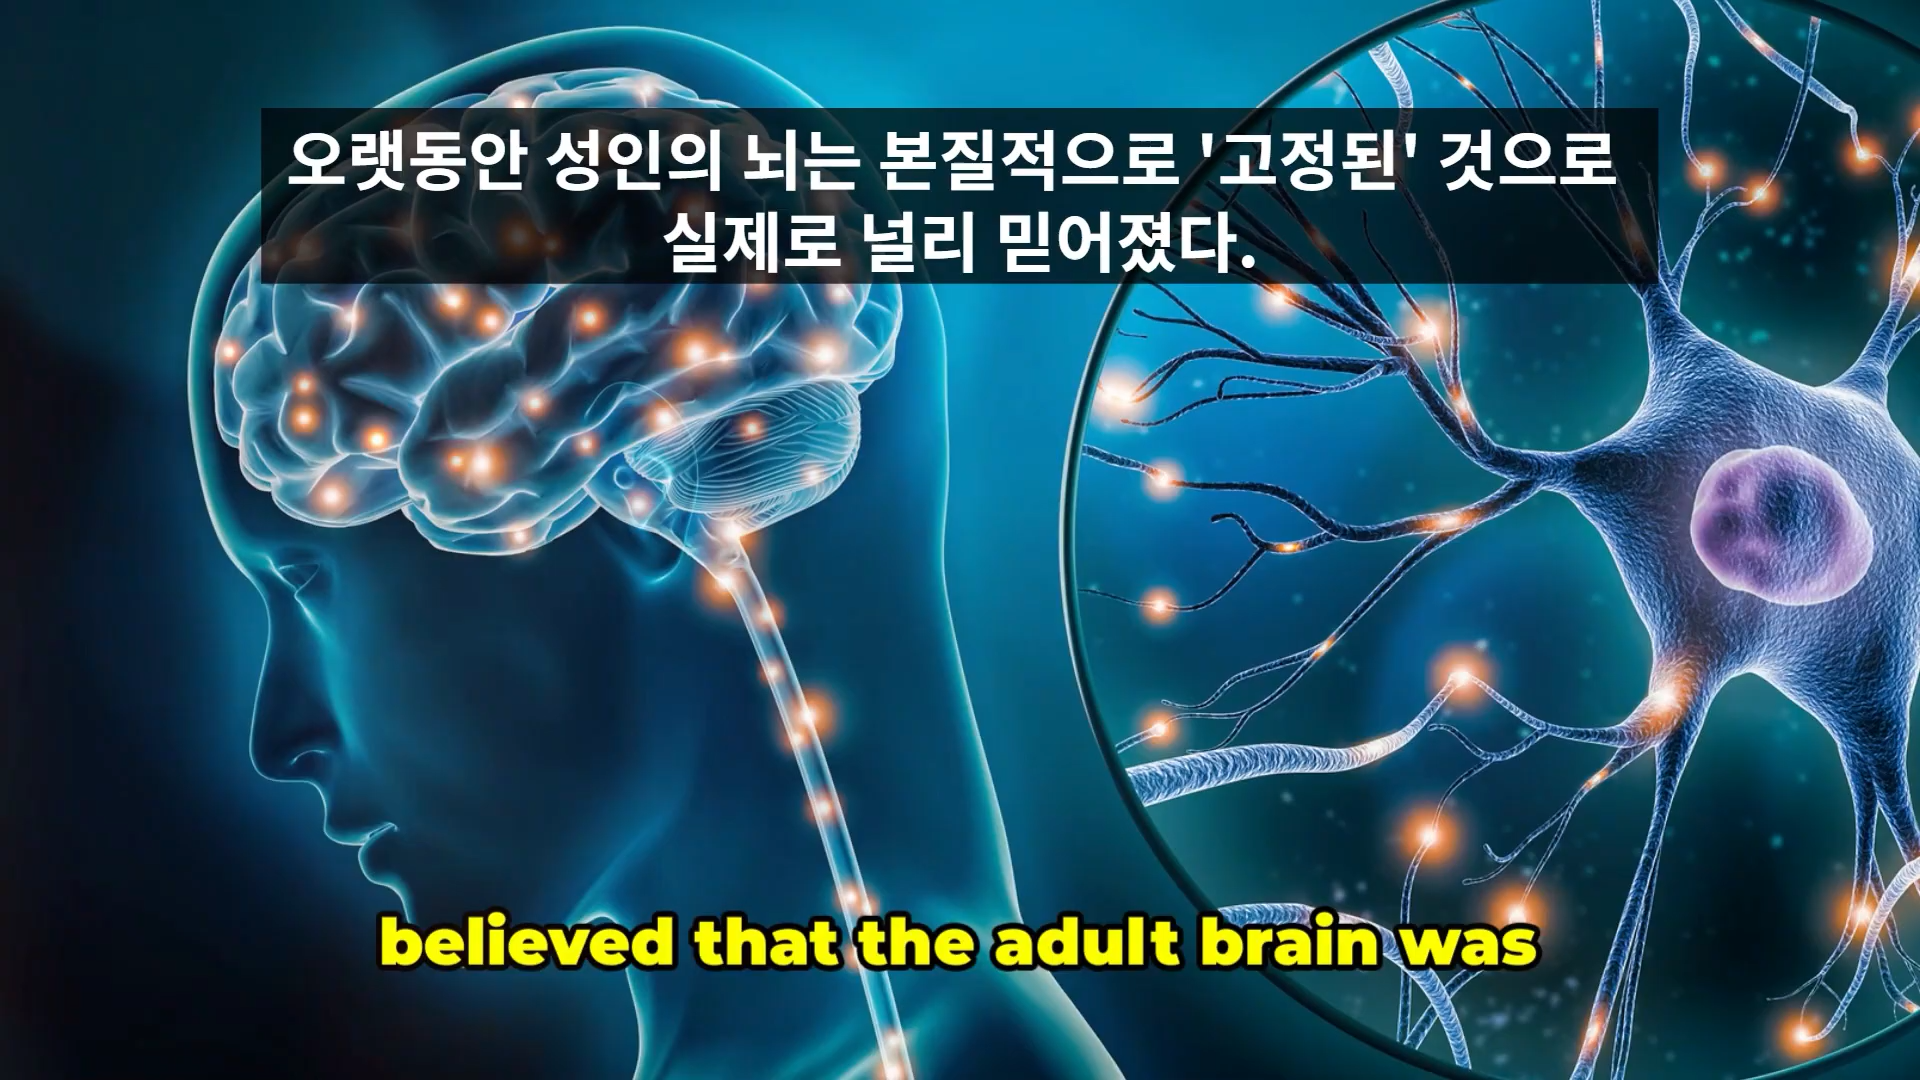 오랫동안 성인의 뇌는 본질적으로 '고정된' 것으로
실제로 널리 믿어졌다.
believed that the adult brain was